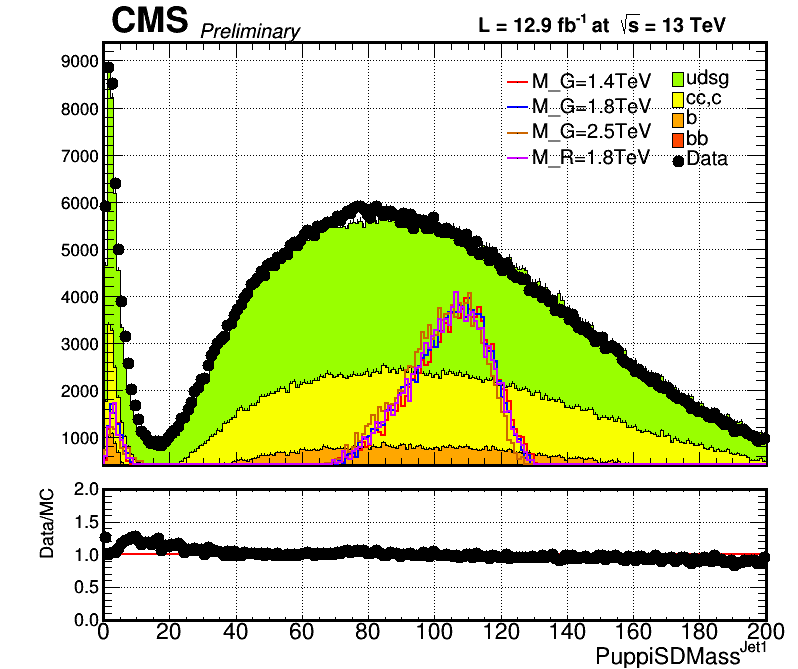 CMS Preliminary L = 12.9 fb⁻¹ at √s = 13 TeV
9000
8000
7000
6000
5000
4000
3000
2000
1000
M_G=1.4TeV
M_G=1.8TeV
M_G=2.5TeV
M_R=1.8TeV
udsg
cc,c
b
bb
Data
Data/MC
2.0
1.5
1.0
0.5
0.0
0 20 40 60 80 100 120 140 160 180 200
PuppiSDMass^Jet1